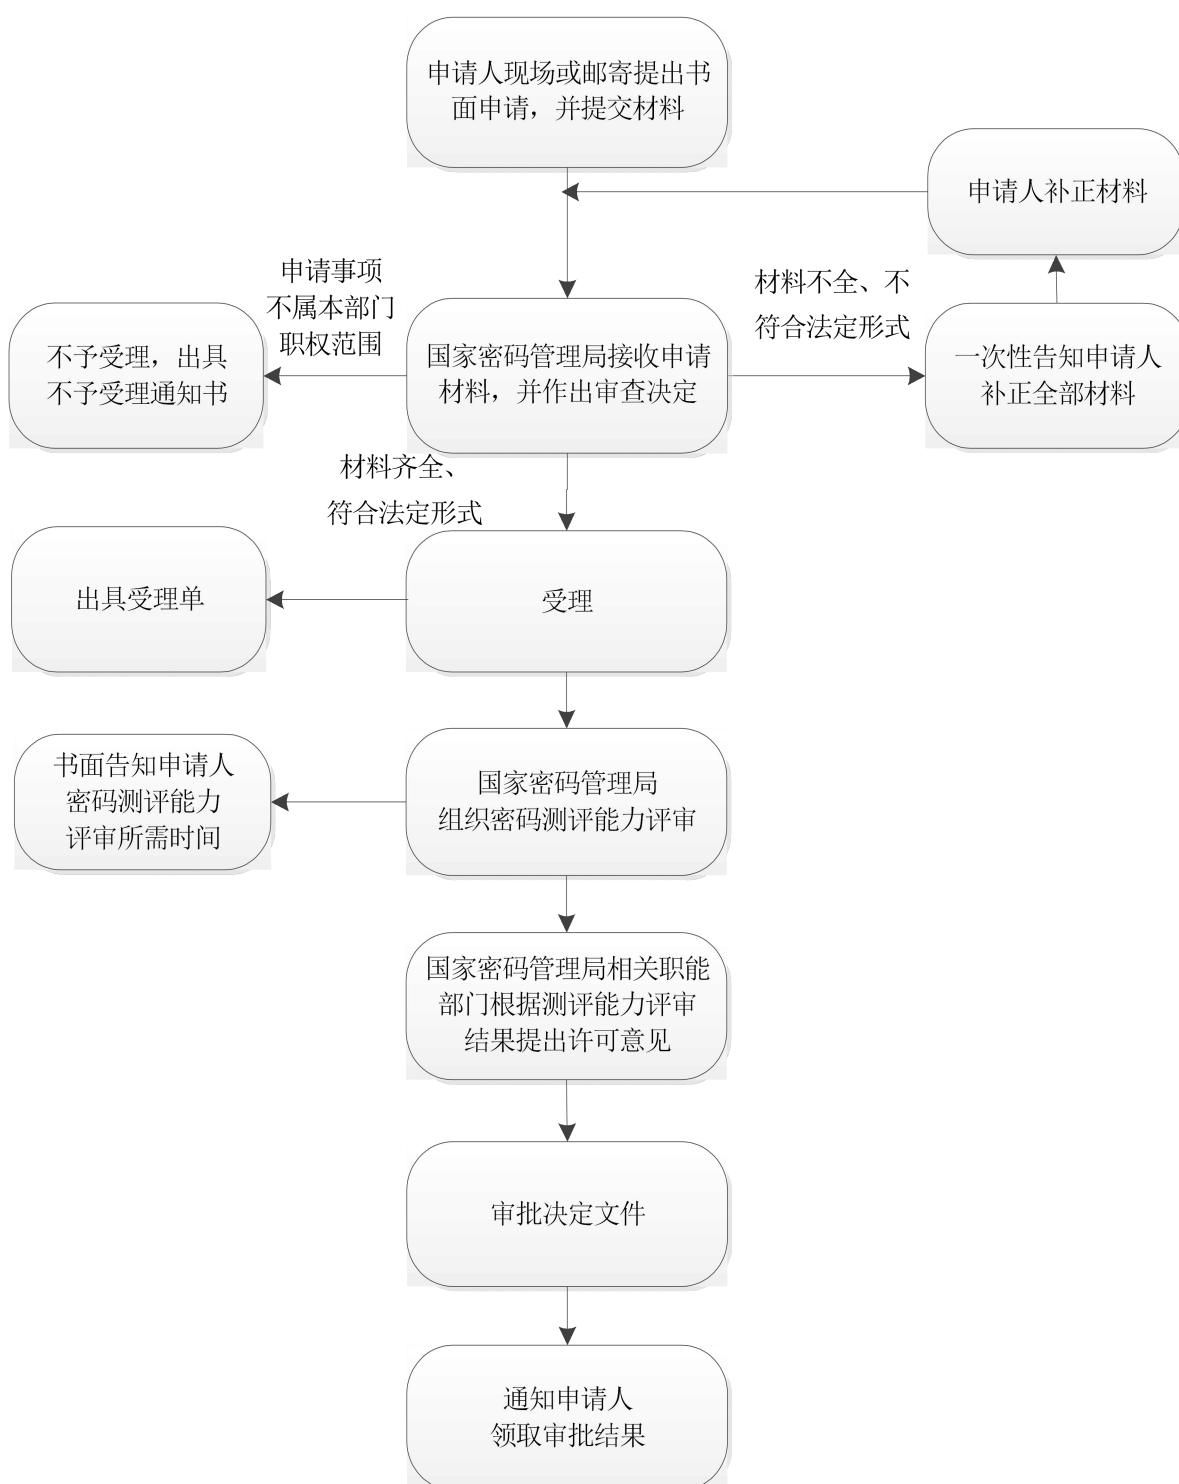 申请人现场或邮寄提出书
面申请，并提交材料
申请人补正材料
申请事项
不属本部门
职权范围
材料不全、不
符合法定形式
不予受理，出具
不予受理通知书
国家密码管理局接收申请
材料，并作出审查决定
一次性告知申请人
补正全部材料
材料齐全、
符合法定形式
出具受理单
受理
书面告知申请人
密码测评能力
评审所需时间
国家密码管理局
组织密码测评能力评审
国家密码管理局相关职能
部门根据测评能力评审
结果提出许可意见
审批决定文件
通知申请人
领取审批结果